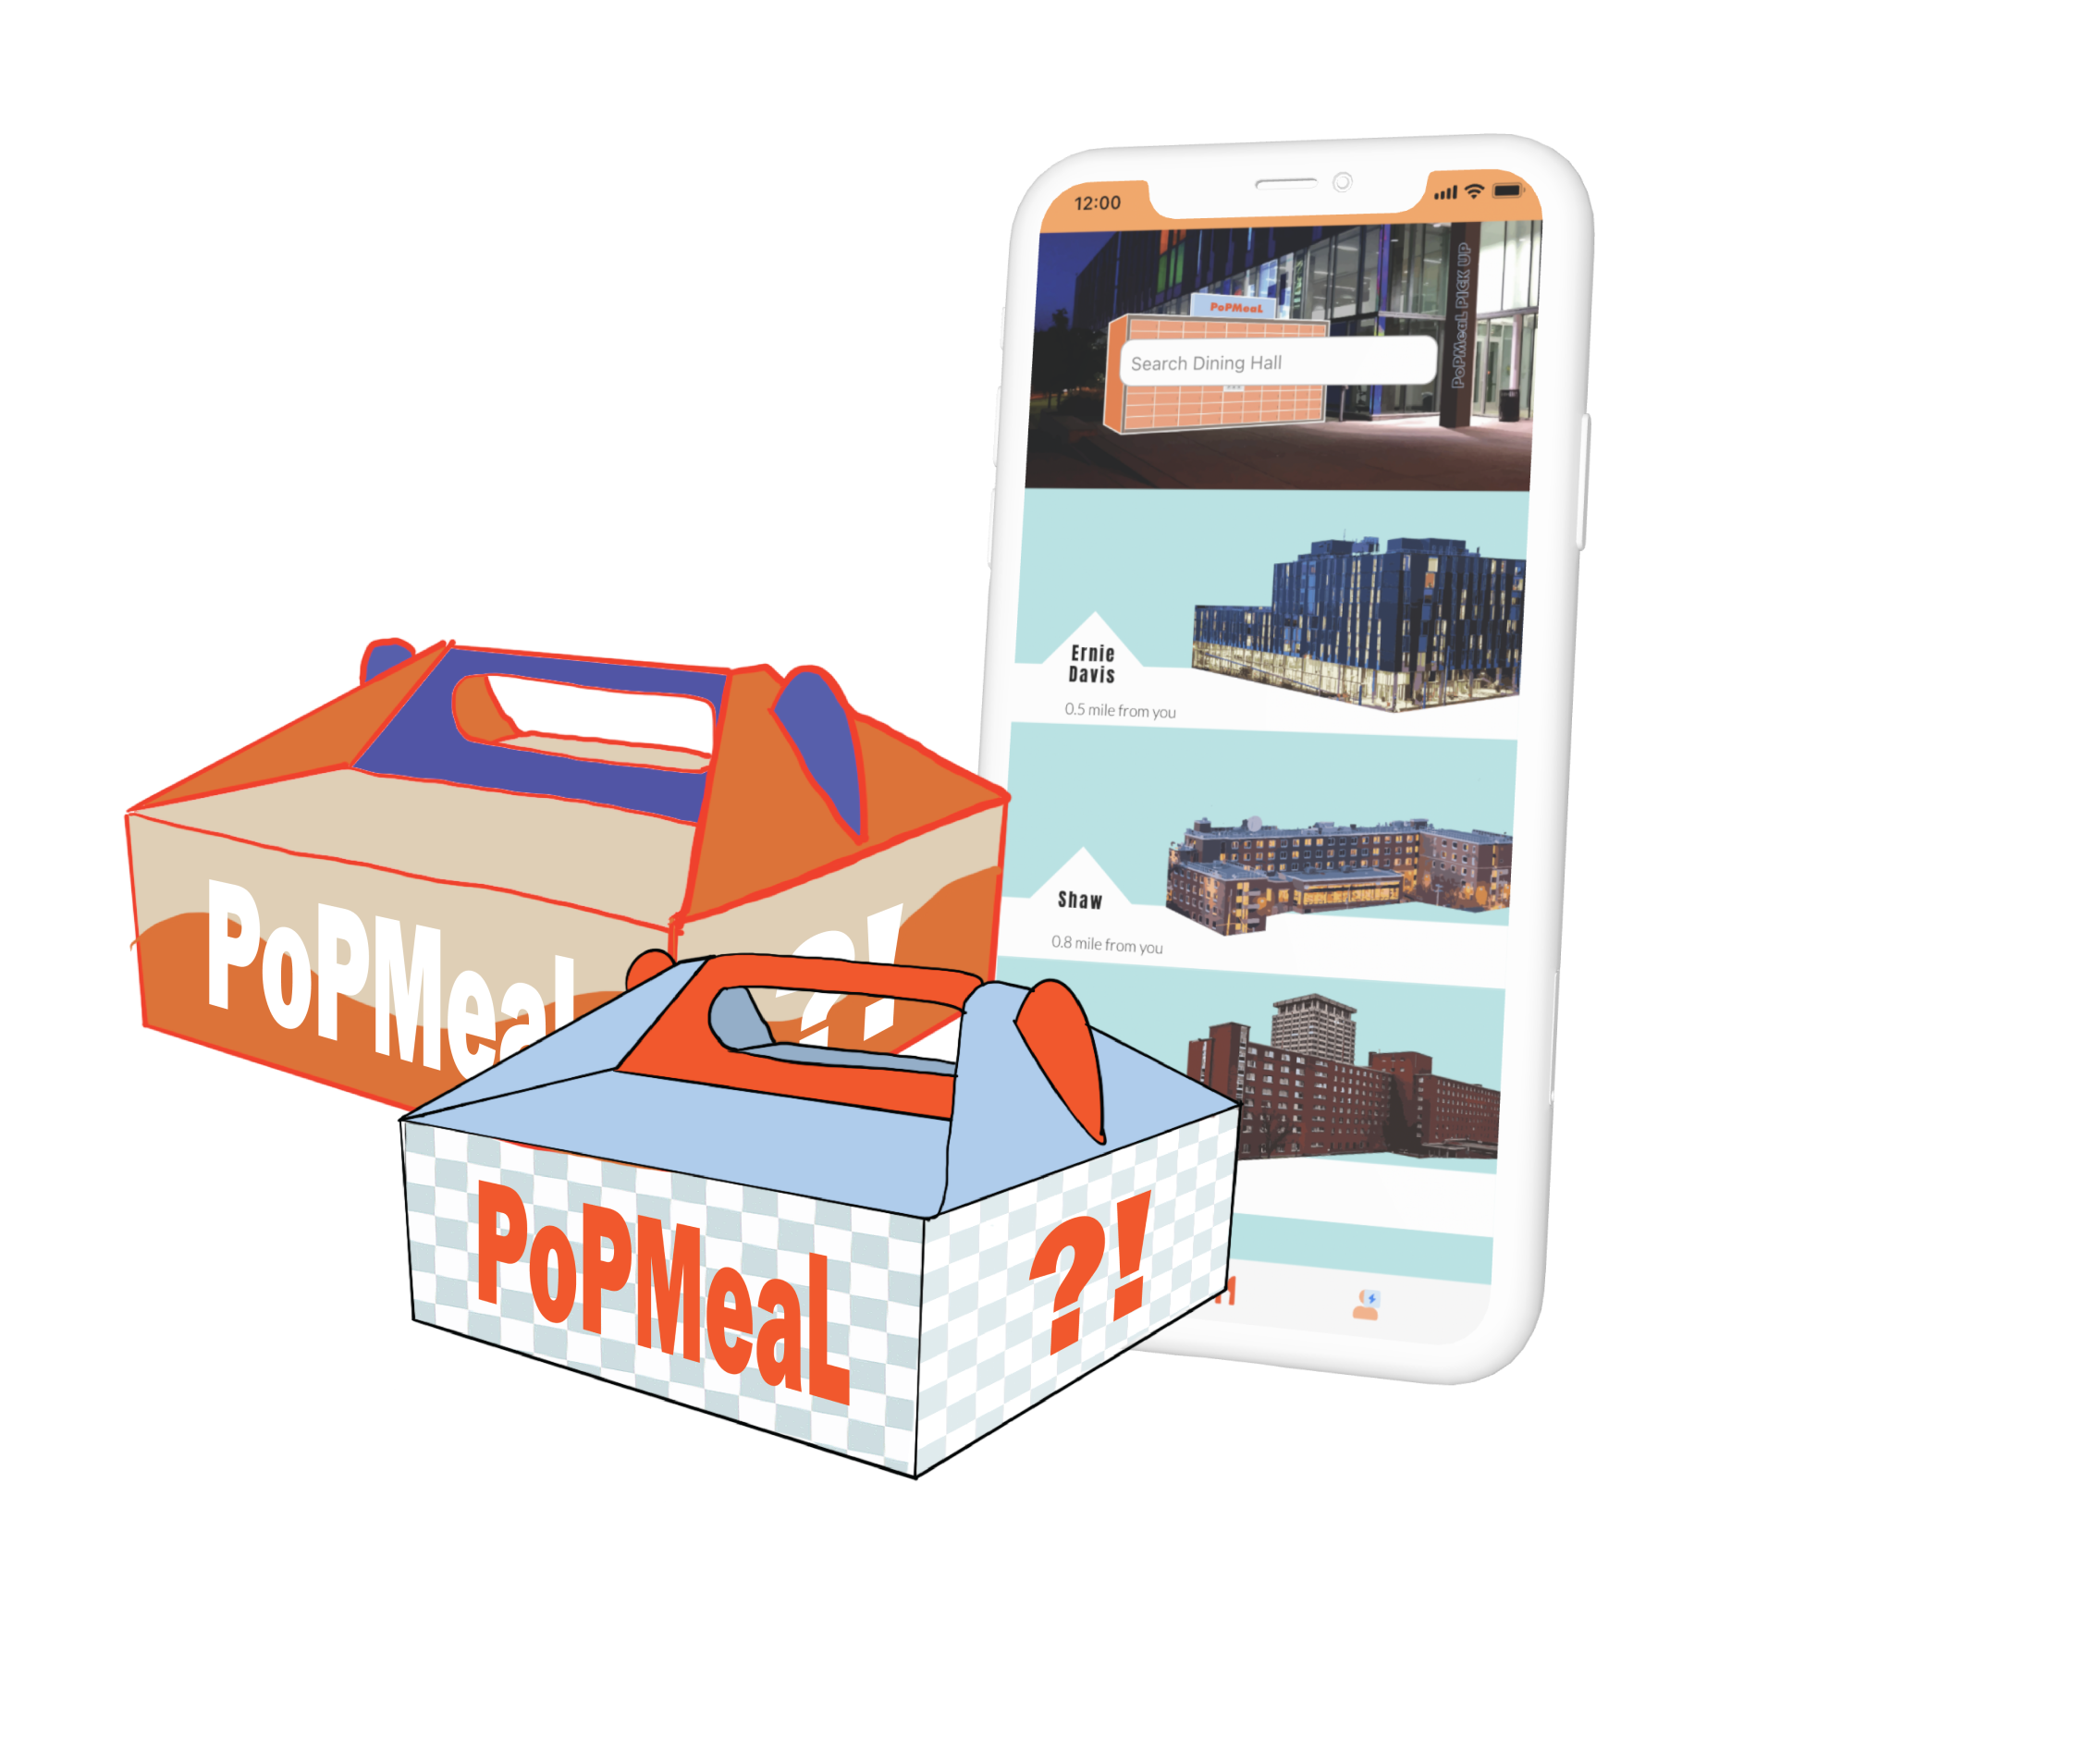 12:00
PoPMeaL
PoPMeaL PICK UP
Search Dining Hall
Ernie
Davis
0.5 mile from you
Shaw
0.8 mile from you
PoPMeaL
?!
PoPMeaL
?!